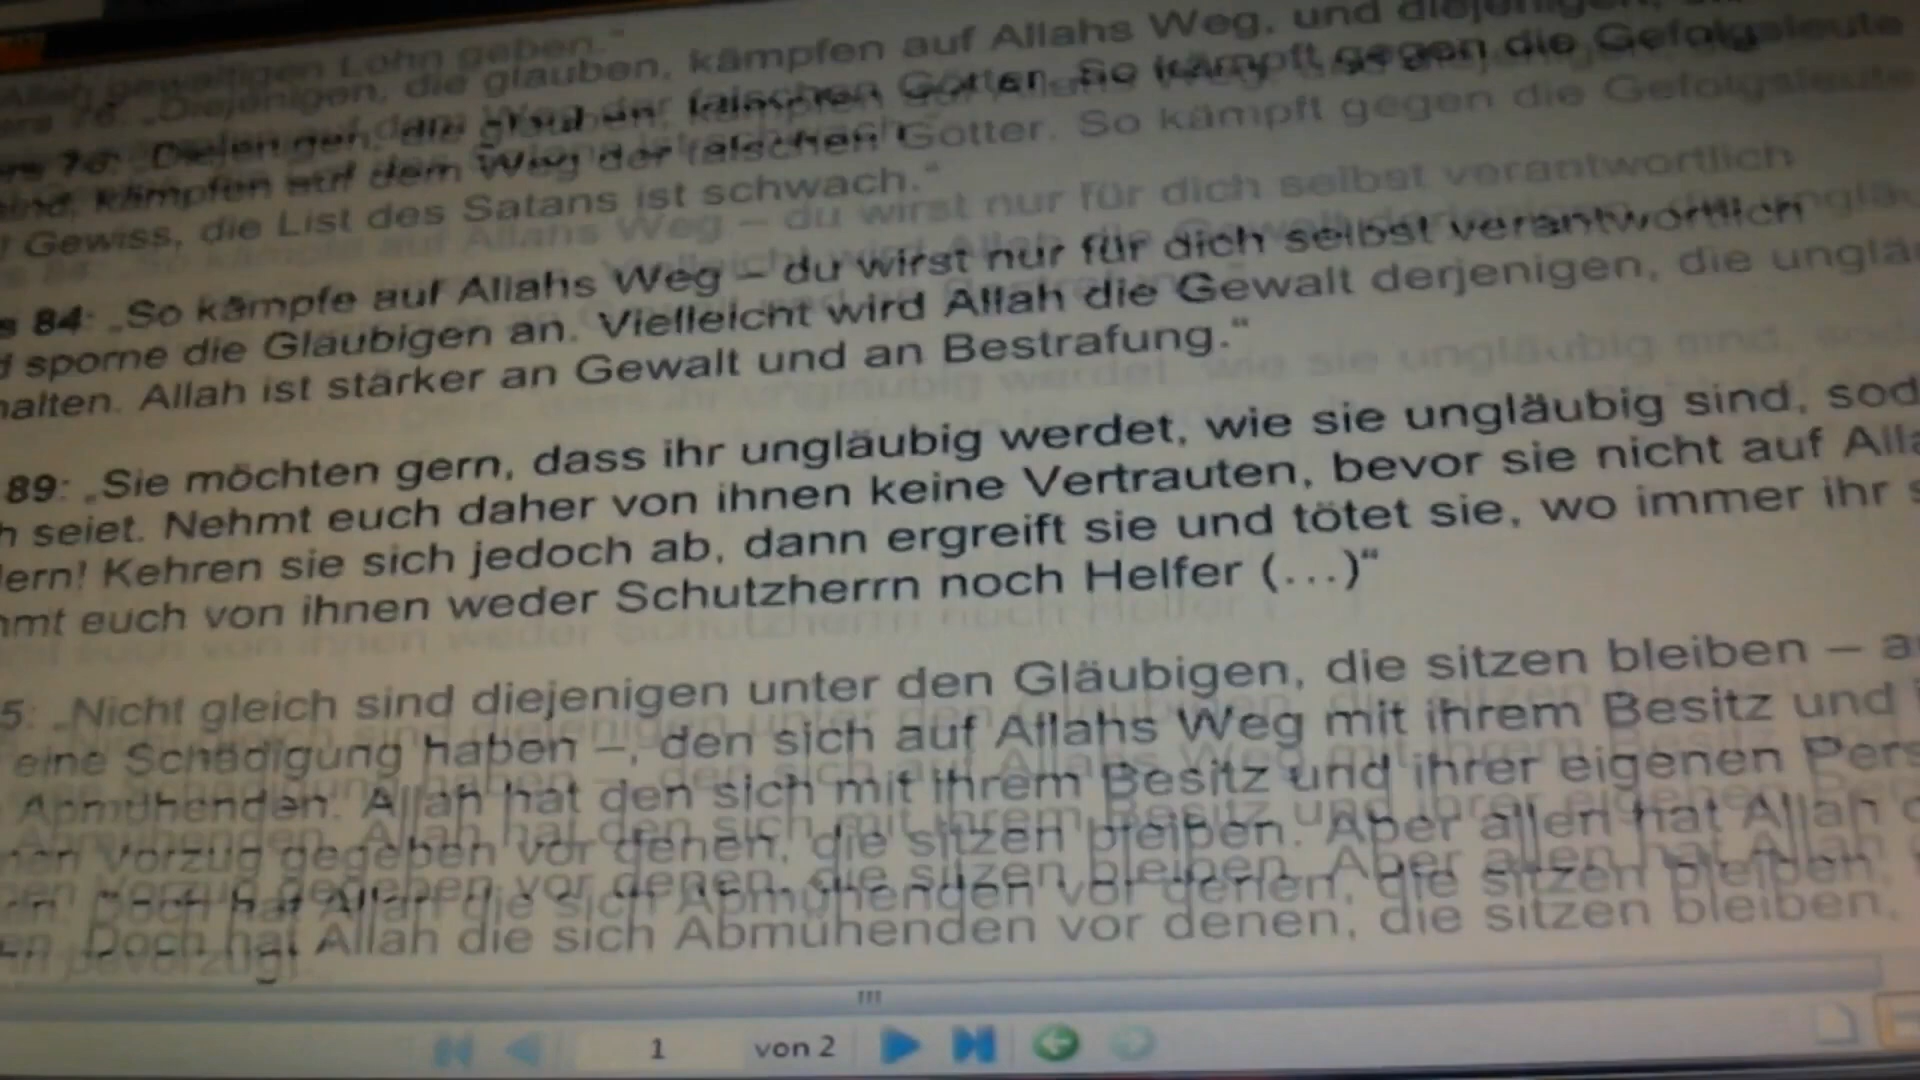 gewaltigen Lohn geben.“
76: „Diejenigen, die glauben, kämpfen auf Allahs Weg, und
kämpfen auf dem Weg der falschen Götter. So kämpft gegen die Gefolgsleute
! Gewiss, die List des Satans ist schwach.“
84: „So kämpfe auf Allahs Weg – du wirst nur für dich selbst verantwortlich
sporne die Gläubigen an. Vielleicht wird Allah die Gewalt derjenigen, die
halten. Allah ist stärker an Gewalt und an Bestrafung.“
89: „Sie möchten gern, dass ihr ungläubig werdet, wie sie ungläubig sind, sod
seiet. Nehmt euch daher von ihnen keine Vertrauten, bevor sie nicht auf Alla
ern! Kehren sie sich jedoch ab, dann ergreift sie und tötet sie, wo immer ihr s
mt euch von ihnen weder Schutzherrn noch Helfer (...)“
5: „Nicht gleich sind diejenigen unter den Gläubigen, die sitzen bleiben – a
eine Schädigung haben –, den sich auf Allahs Weg mit ihrem Besitz und
Abmühenden. Allah hat den sich mit ihrem Besitz und ihrer eigenen Pers
Vorzug gegeben vor denen, die sitzen bleiben. Aber allen hat Allah
Doch hat Allah die sich Abmühenden vor denen, die sitzen bleiben,
bevorzugt
1 von 2